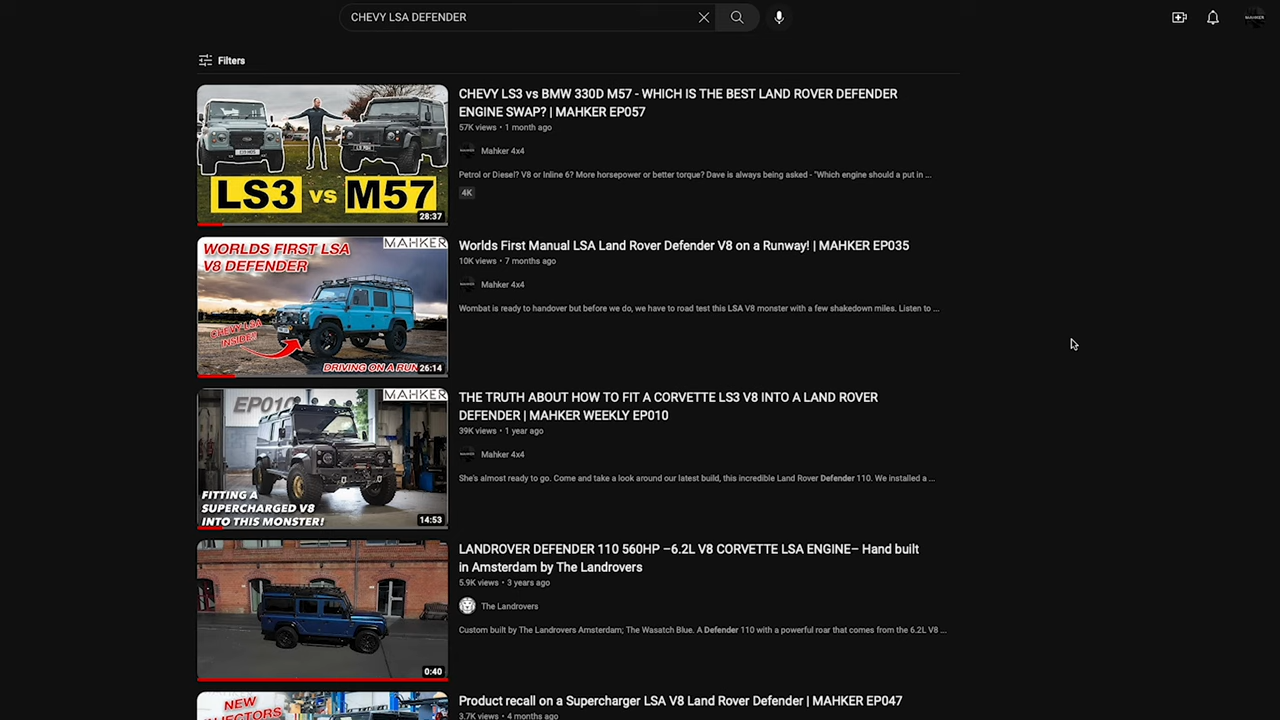 CHEVY LSA DEFENDER
Filters
LS3 vs M57
28:37
CHEVY LS3 vs BMW 330D M57 - WHICH IS THE BEST LAND ROVER DEFENDER
ENGINE SWAP? | MAHKER EP057
57K views • 1 month ago
Mahker 4x4
Petrol or Diesel? V8 or Inline 6? More horsepower or better torque? Dave is always being asked - "Which engine should a put in ...
4K
MAHKER
WORLDS FIRST LSA
V8 DEFENDER
CHEVY LSA
INSIDE!!
DRIVING ON A RUN
26:14
Worlds First Manual LSA Land Rover Defender V8 on a Runway! | MAHKER EP035
10K views • 7 months ago
Mahker 4x4
Wombat is ready to handover but before we do, we have to road test this LSA V8 monster with a few shakedown miles. Listen to ...
MAHKER
EP010
FITTING A
SUPERCHARGED V8
INTO THIS MONSTER!
14:53
THE TRUTH ABOUT HOW TO FIT A CORVETTE LS3 V8 INTO A LAND ROVER
DEFENDER | MAHKER WEEKLY EP010
39K views • 1 year ago
Mahker 4x4
She's almost ready to go. Come and take a look around our latest build, this incredible Land Rover Defender 110. We installed a ...
0:40
LANDROVER DEFENDER 110 560HP –6.2L V8 CORVETTE LSA ENGINE– Hand built
in Amsterdam by The Landrovers
5.9K views • 3 years ago
The Landrovers
Custom built by The Landrovers Amsterdam; The Wasatch Blue. A Defender 110 with a powerful roar that comes from the 6.2L V8 ...
NEW
INJECTORS
MAHKER
Product recall on a Supercharger LSA V8 Land Rover Defender | MAHKER EP047
3.7K views • 4 months ago